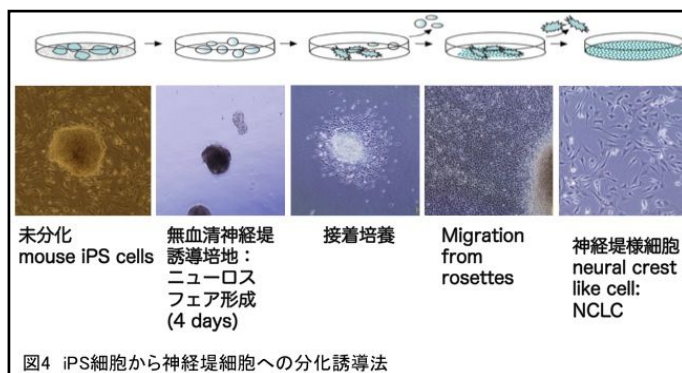 未分化
mouse iPS cells
無血清神経堤
誘導培地：
ニューロス
フェア形成
(4 days)
接着培養
Migration
from
rosettes
神経堤様細胞
neural crest
like cell:
NCLC
図4 iPS細胞から神経堤細胞への分化誘導法